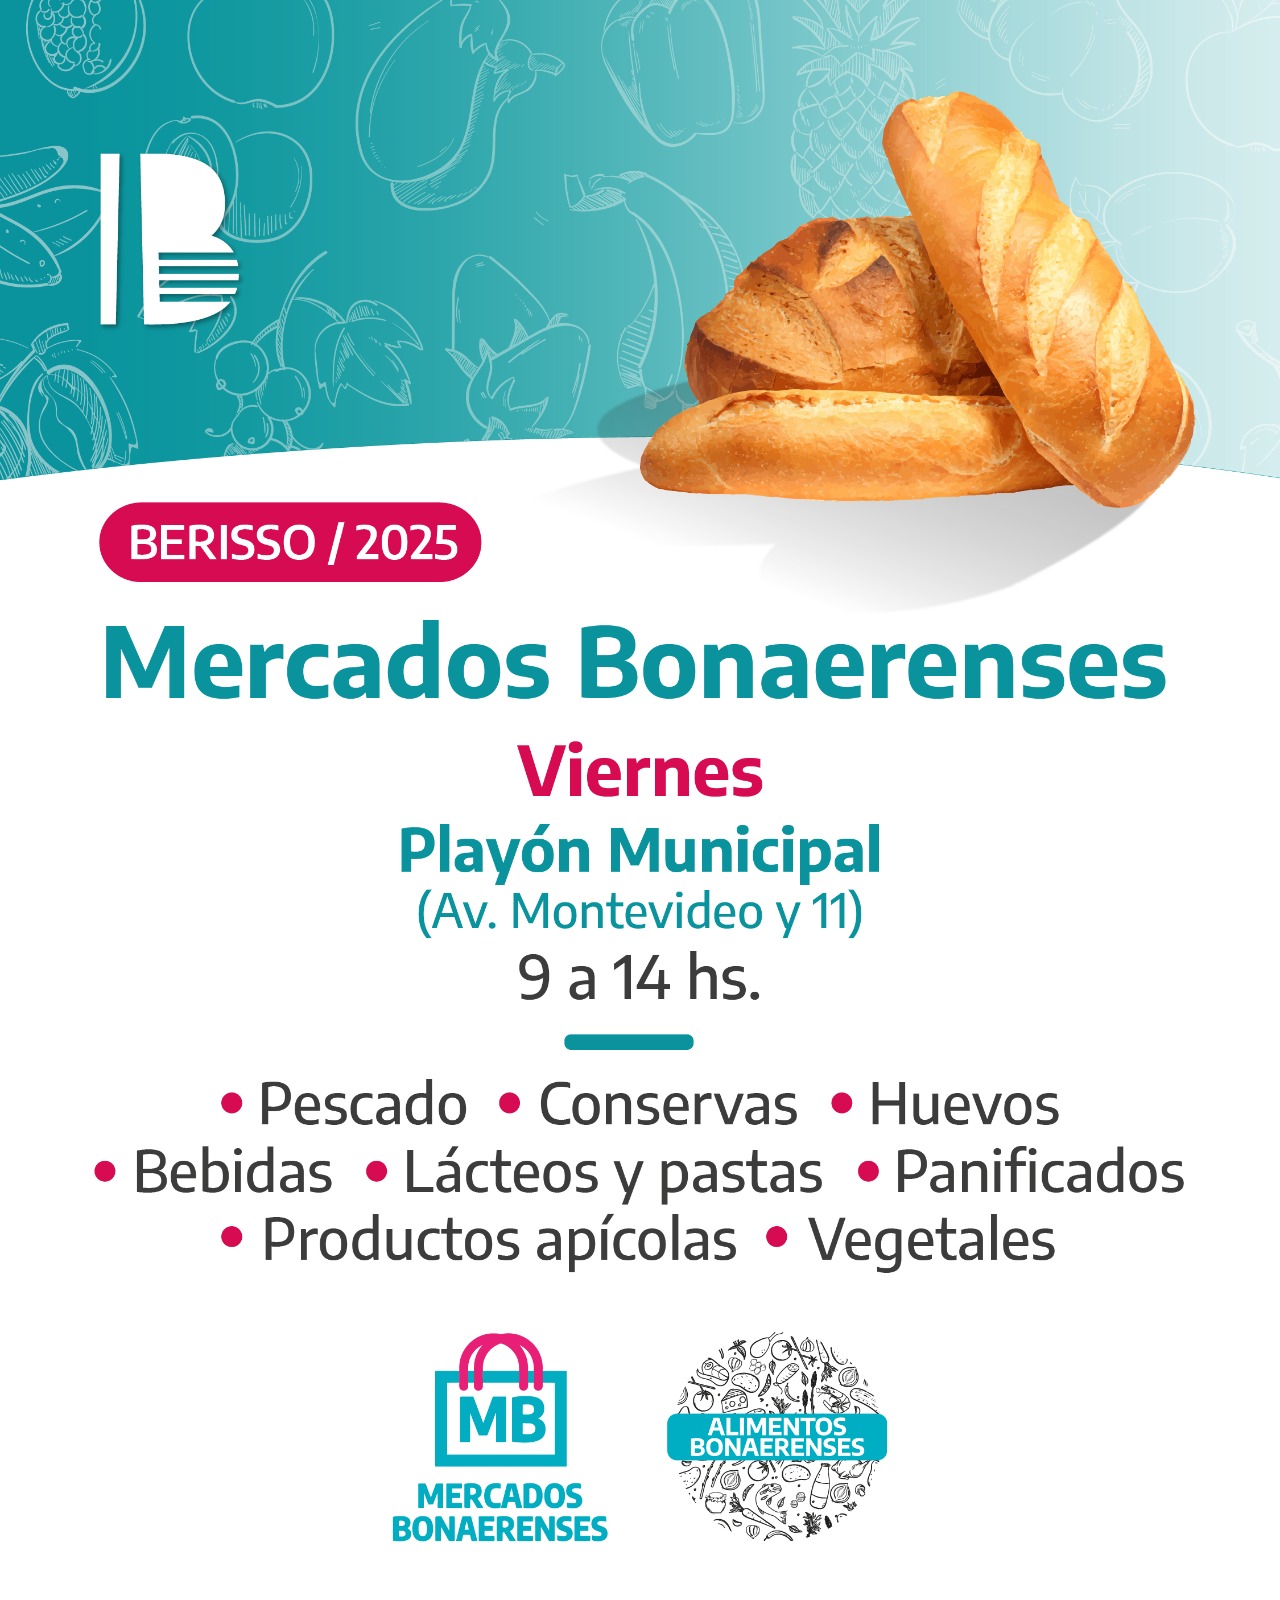 B
BERISSO / 2025
Mercados Bonaerenses
Viernes
Playón Municipal
(Av. Montevideo y 11)
9 a 14 hs.
• Pescado • Conservas • Huevos
• Bebidas • Lácteos y pastas • Panificados
• Productos apícolas • Vegetales
MB
MERCADOS
BONAERENSES
ALIMENTOS
BONAERENSES